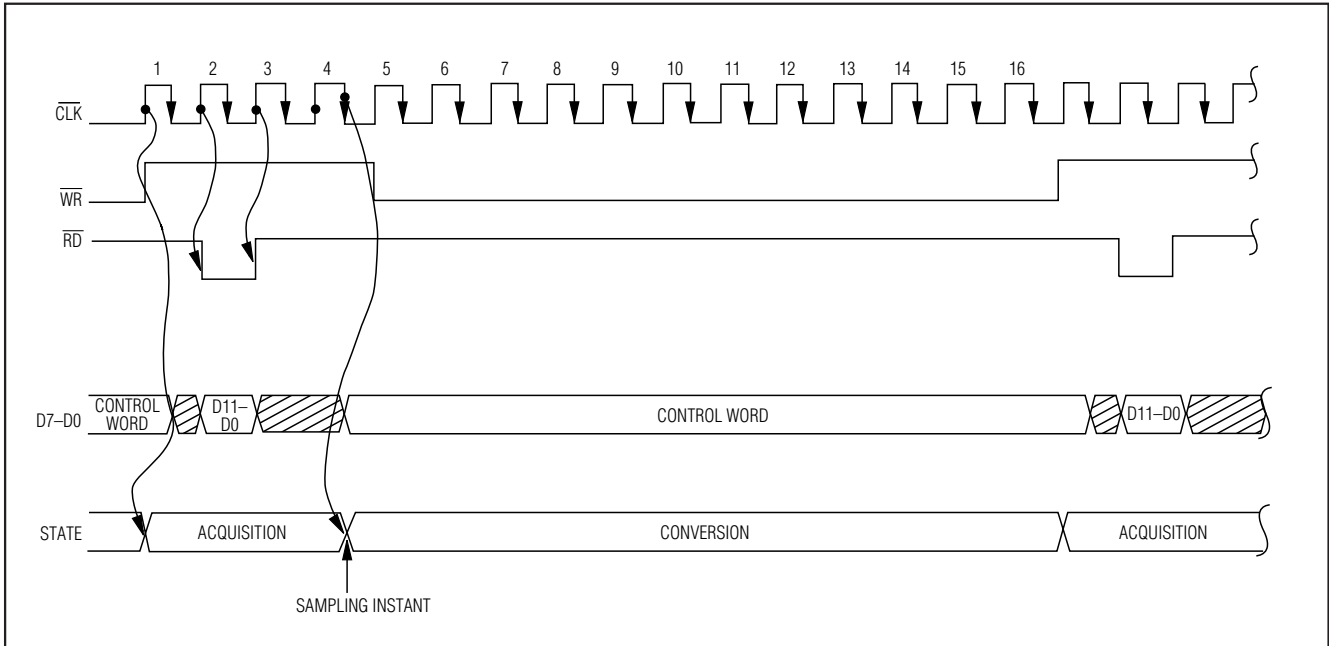 1 2 3 4 5 6 7 8 9 10 11 12 13 14 15 16
CLK
WR
RD
D7–D0
CONTROL
WORD
D11–
D0
CONTROL WORD
D11–D0
STATE
ACQUISITION
CONVERSION
ACQUISITION
SAMPLING INSTANT